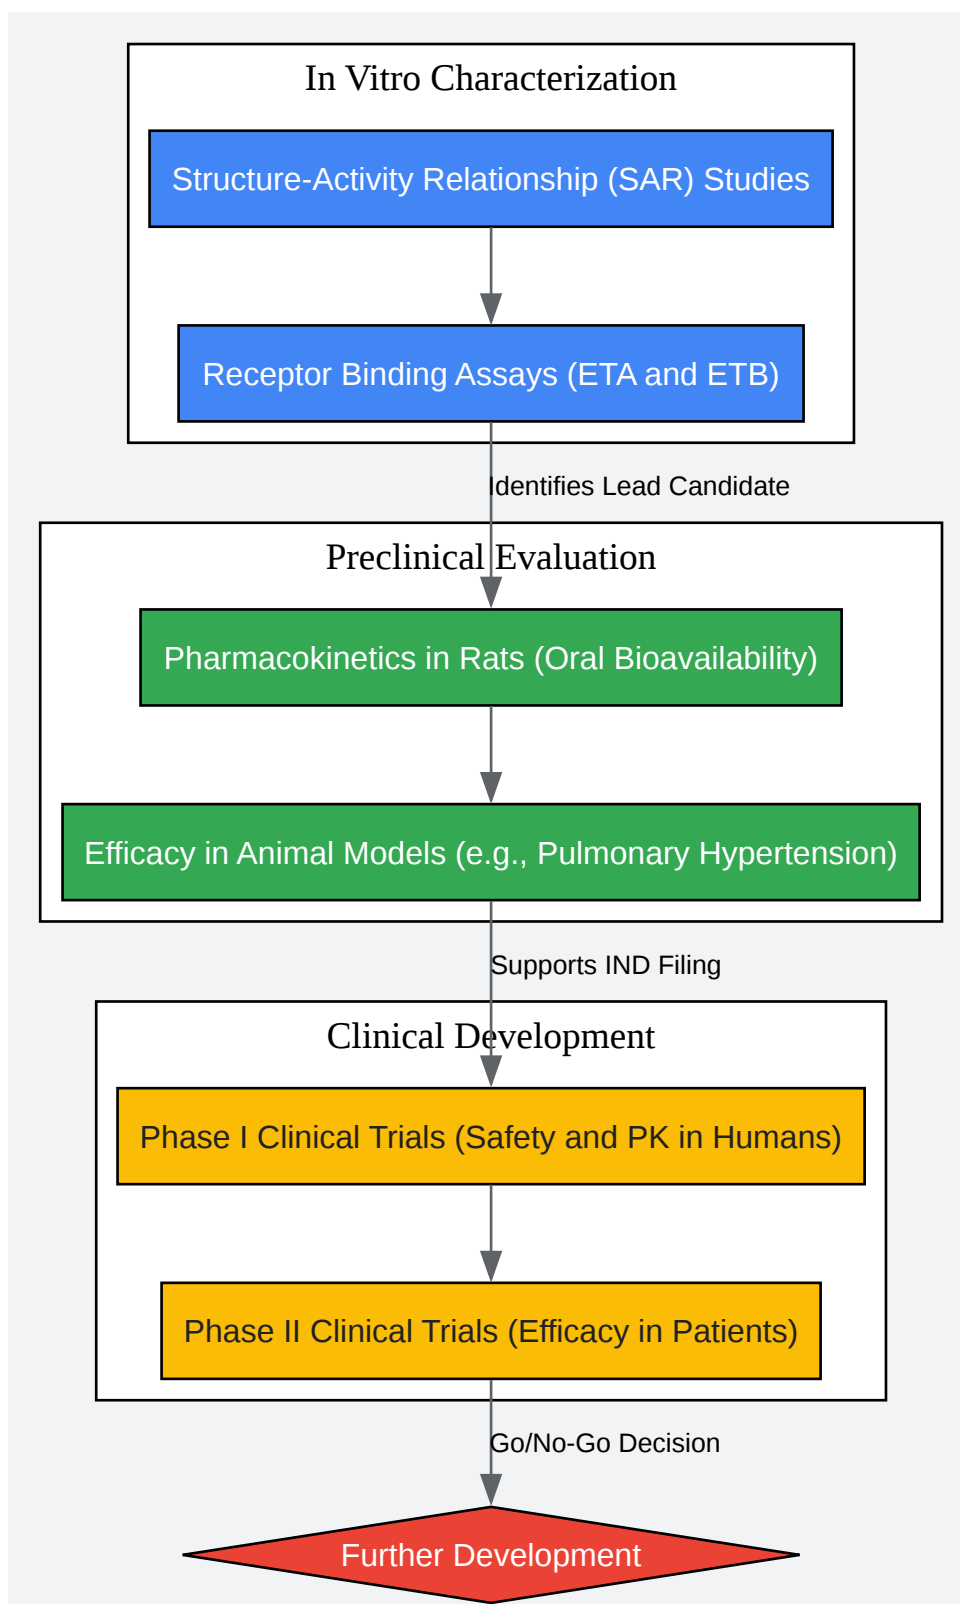 In Vitro Characterization
Structure-Activity Relationship (SAR) Studies
Receptor Binding Assays (ETA and ETB)
Identifies Lead Candidate
Preclinical Evaluation
Pharmacokinetics in Rats (Oral Bioavailability)
Efficacy in Animal Models (e.g., Pulmonary Hypertension)
Supports IND Filing
Clinical Development
Phase I Clinical Trials (Safety and PK in Humans)
Phase II Clinical Trials (Efficacy in Patients)
Go/No-Go Decision
Further Development